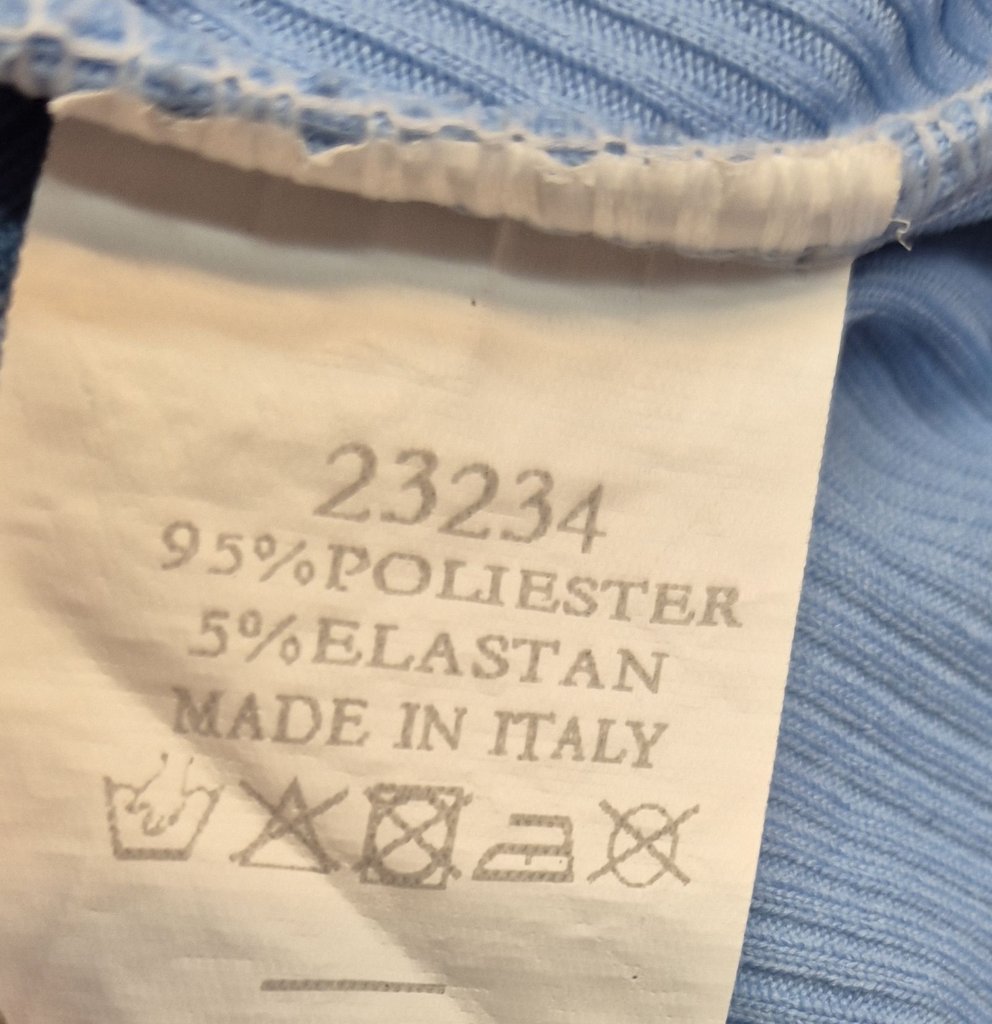 23234
95%POLIESTER
5%ELASTAN
MADE IN ITALY